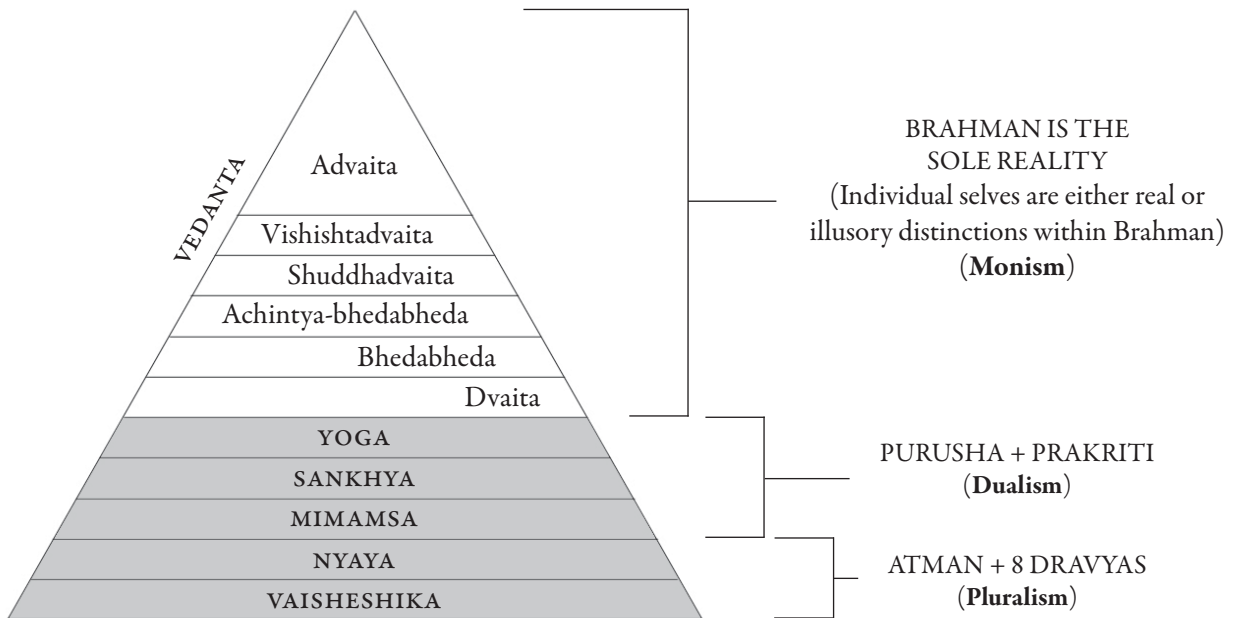 VEDANTA
Advaita
Vishishtadvaita
Shuddhadvaita
Achintya-bhedabheda
Bhedabheda
Dvaita
YOGA
SANKHYA
MIMAMSA
NYAYA
VAISHESHIKA
BRAHMAN IS THE
SOLE REALITY
(Individual selves are either real or
illusory distinctions within Brahman)
(Monism)
PURUSHA + PRAKRITI
(Dualism)
ATMAN + 8 DRAVYAS
(Pluralism)